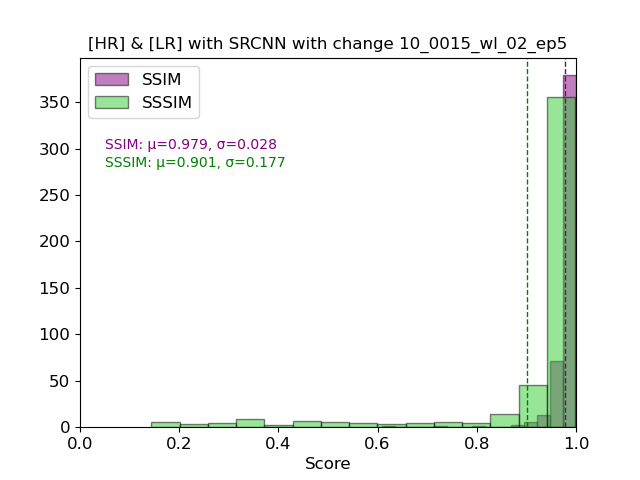 [HR] & [LR] with SRCNN with change 10_0015_wl_02_ep5
SSIM
SSSIM
SSIM: μ=0.979, σ=0.028
SSSIM: μ=0.901, σ=0.177
350
300
250
200
150
100
50
0
0.0 0.2 0.4 0.6 0.8 1.0
Score